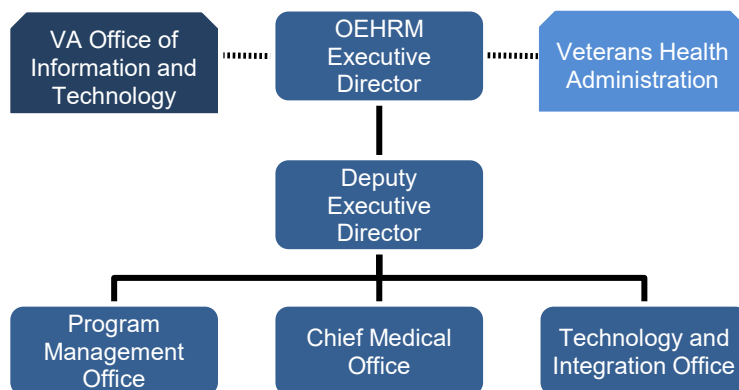 VA Office of
Information and
Technology
OEHRM
Executive
Director
Veterans Health
Administration
Deputy
Executive
Director
Program
Management
Office
Chief Medical
Office
Technology and
Integration Office